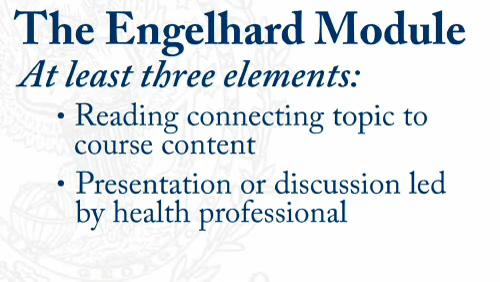 The Engelhard Module
At least three elements:
• Reading connecting topic to
course content
• Presentation or discussion led
by health professional